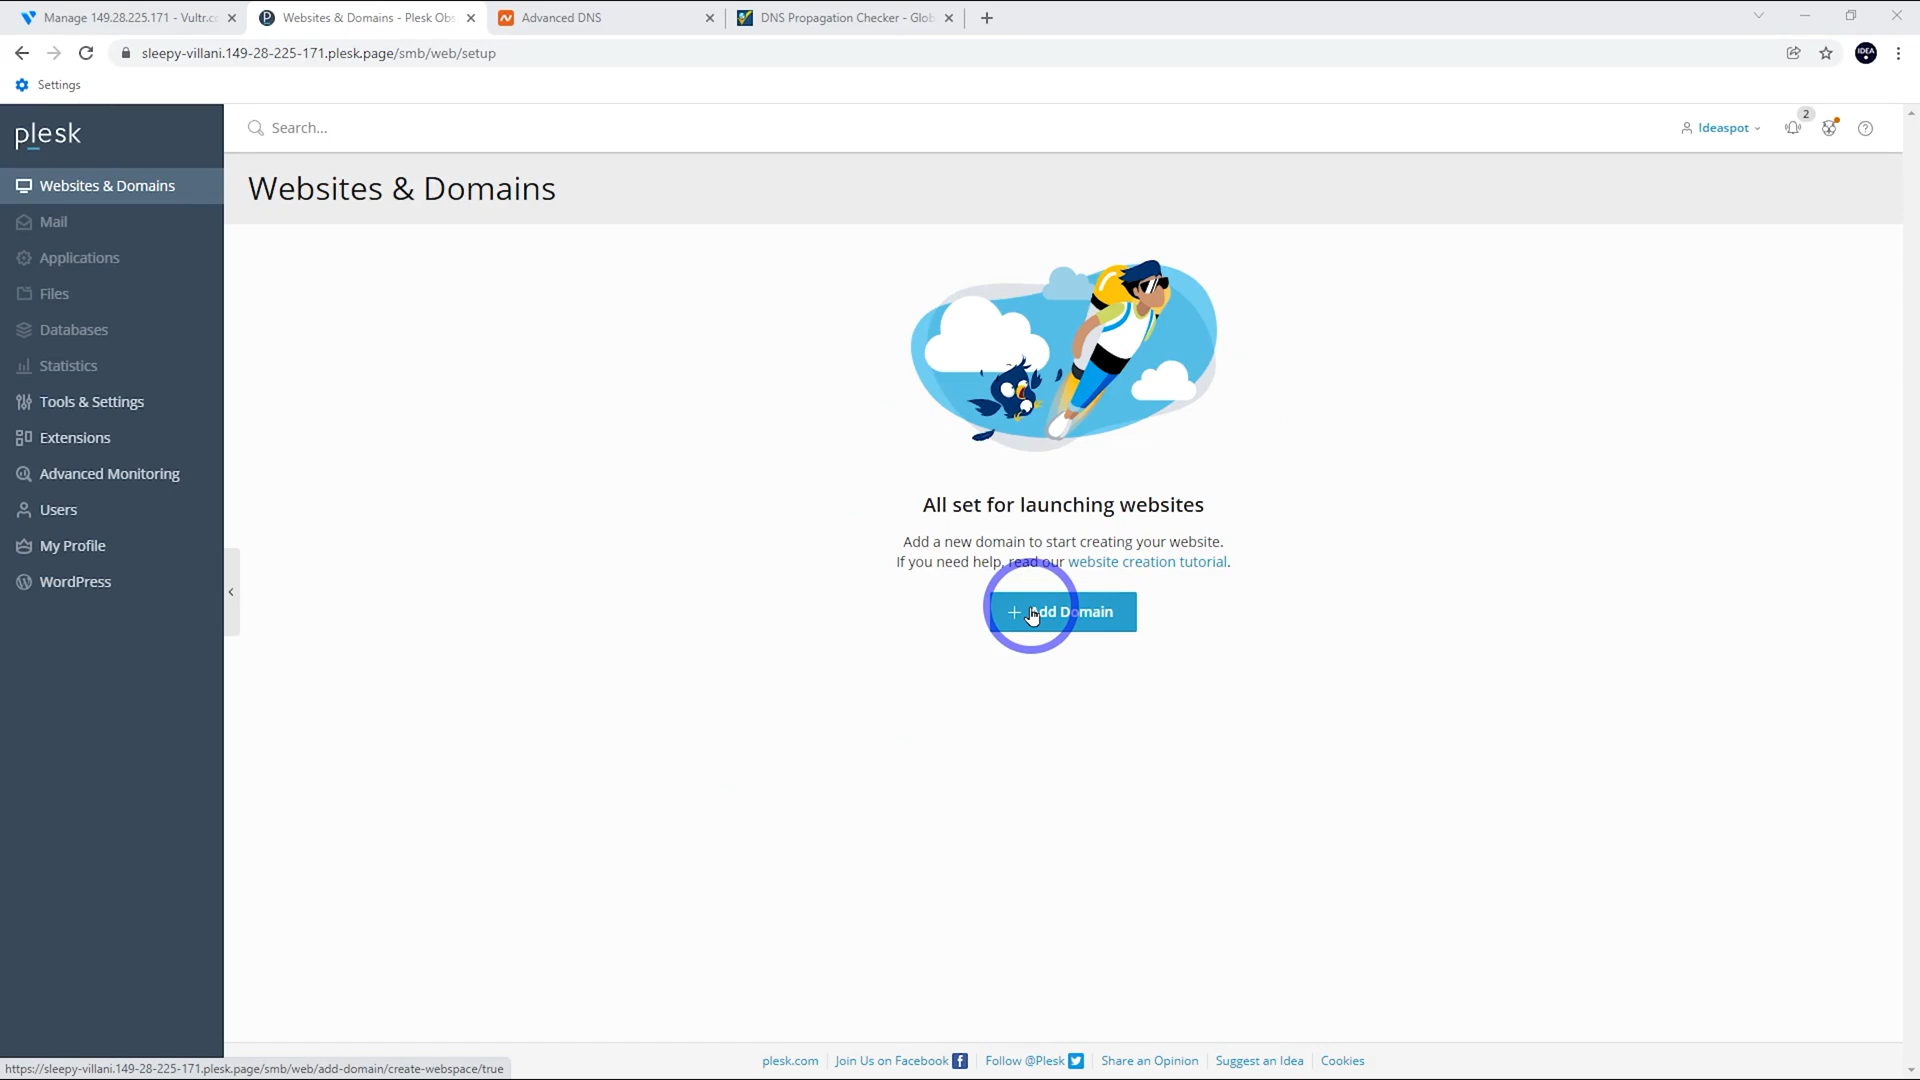 Manage 149.28.225.171 - Vultr.c
Websites & Domains - Plesk Obs
Advanced DNS
DNS Propagation Checker - Glob
sleepy-villani.149-28-225-171.plesk.page/smb/web/setup
IDEA
Settings
plesk
Search...
Ideaspot
2
Websites & Domains
Websites & Domains
Mail
Applications
Files
Databases
Statistics
Tools & Settings
Extensions
Advanced Monitoring
Users
My Profile
WordPress
All set for launching websites
Add a new domain to start creating your website.
If you need help, read our website creation tutorial.
Add Domain
plesk.com
Join Us on Facebook
Follow @Plesk
Share an Opinion
Suggest an Idea
Cookies
https://sleepy-villani.149-28-225-171.plesk.page/smb/web/add-domain/create-webspace/true